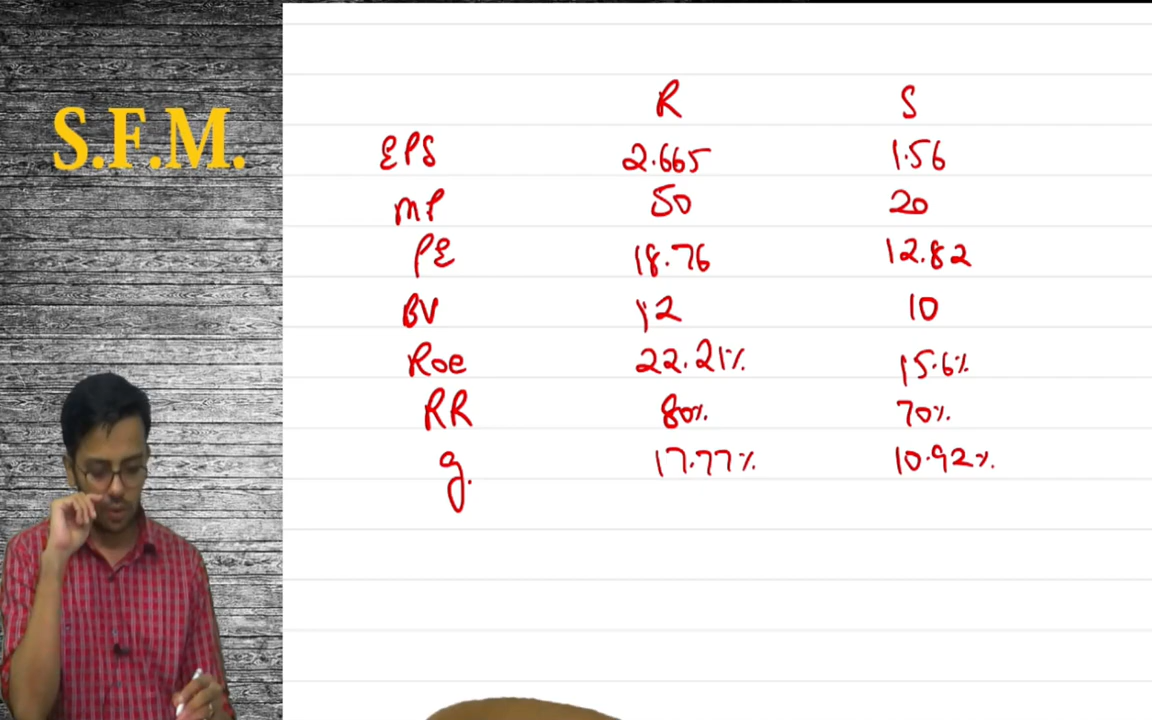 S.F.M.
R S
EPS 2.665 1.56
MP 50 20
PE 18.76 12.82
BV 12 10
Roe 22.21% 15.6%
RR 80% 70%
g. 17.77% 10.92%.